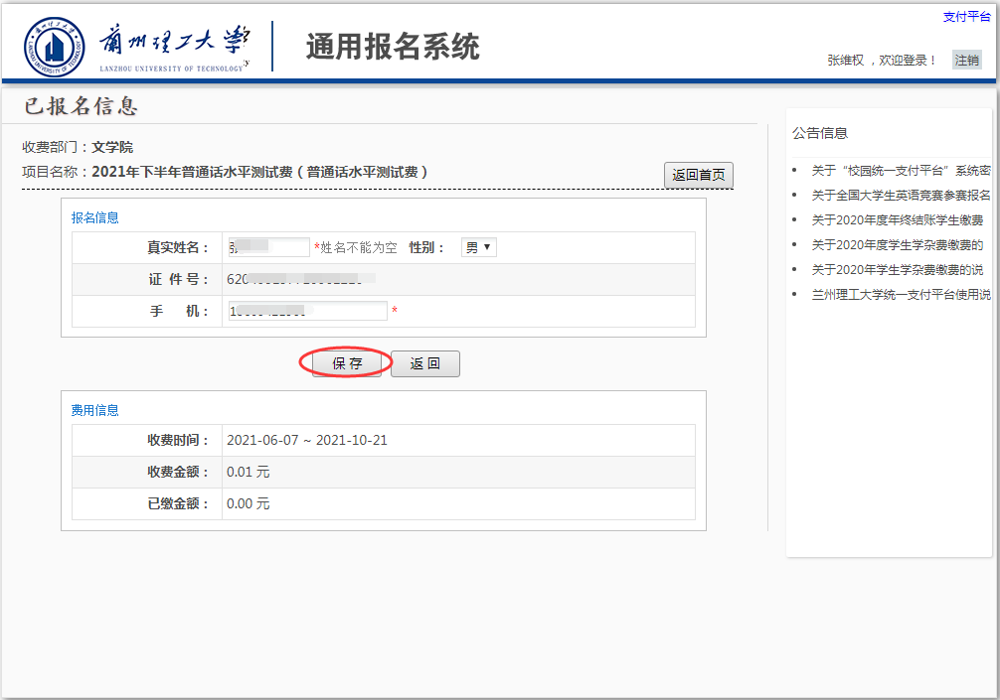 支付平台
兰州理工大学
LANZHOU UNIVERSITY OF TECHNOLOGY
通用报名系统
张维权 ，欢迎登录！ 注销
已报名信息
收费部门：文学院
项目名称：2021年下半年普通话水平测试费（普通话水平测试费）
返回首页
报名信息
真实姓名： *姓名不能为空 性别： 男
证 件 号： 620
手 机： *
保 存 返 回
费用信息
收费时间： 2021-06-07 ~ 2021-10-21
收费金额： 0.01 元
已缴金额： 0.00 元
公告信息
关于“校园统一支付平台”系统密
关于全国大学生英语竞赛参赛报名
关于2020年度年终结账学生缴费
关于2020年度学生学杂费缴费的
关于2020年学生学杂费缴费的说
兰州理工大学统一支付平台使用说